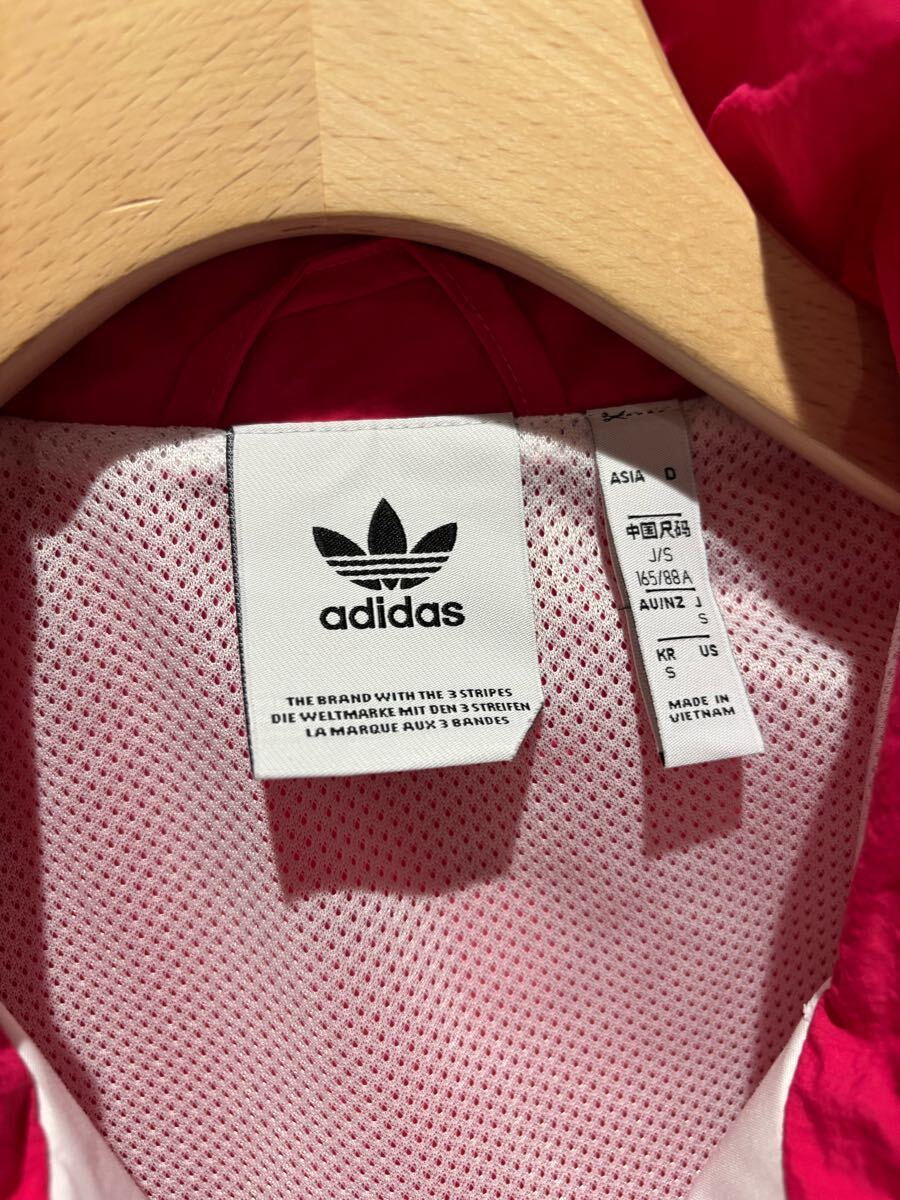 adidas
THE BRAND WITH THE 3 STRIPES
DIE WELTMARKE MIT DEN 3 STREIFEN
LA MARQUE AUX 3 BANDES
ASIA D
中国尺码
J/S
165/88A
AU/NZ J
S
KR US
S
MADE IN
VIETNAM